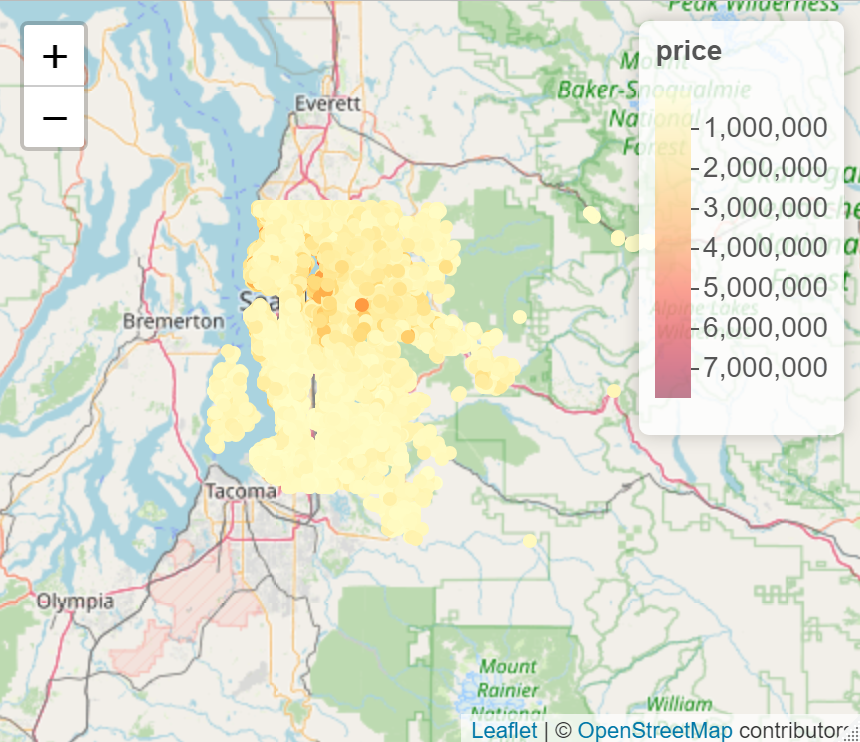 Peak Wilderness
+
−
price
Mount
Baker-Snoqualmie
National
Forest
Everett
1,000,000
2,000,000
3,000,000
4,000,000
5,000,000
6,000,000
7,000,000
Sea
Alpine Lakes
Bremerton
Tacoma
Olympia
Mount
Rainier
National
William
Leaflet | © OpenStreetMap contributors